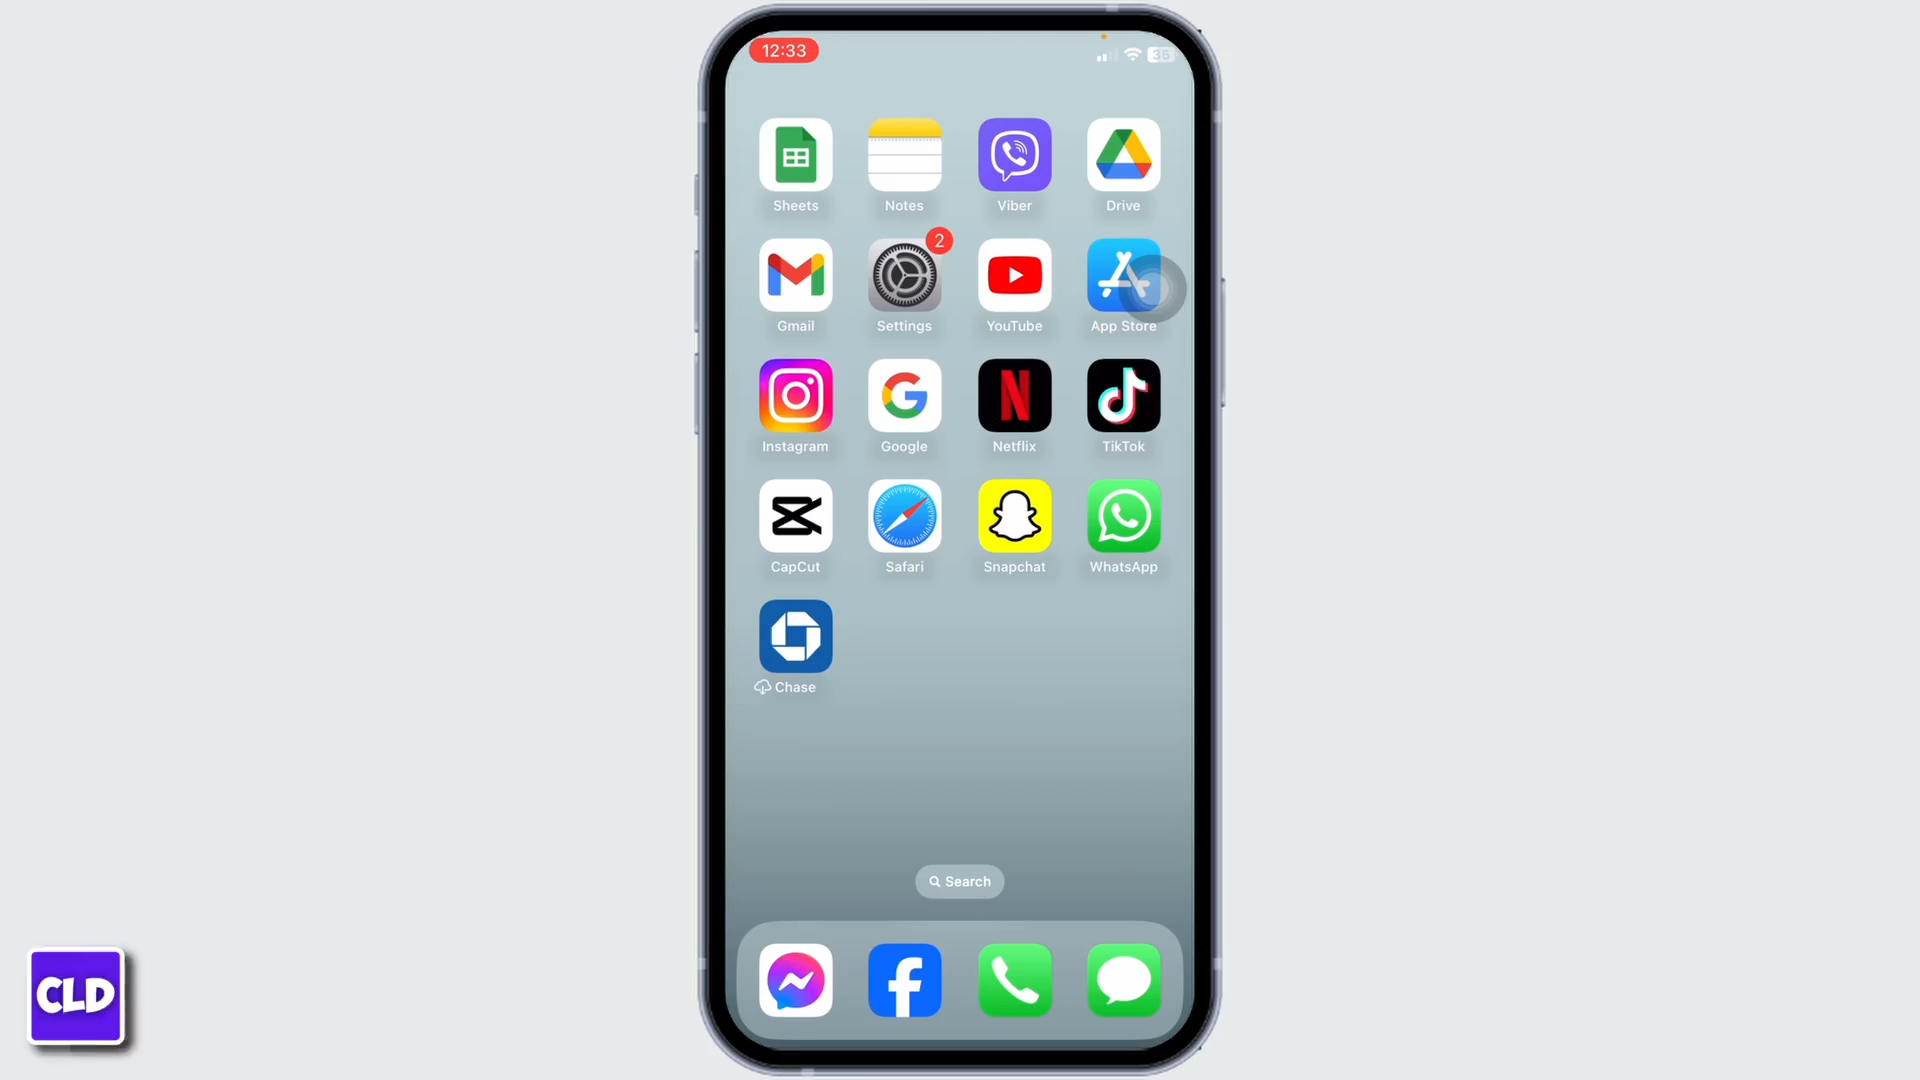 12:33
35
Sheets Notes Viber Drive
2
Gmail Settings YouTube App Store
N
Instagram Google Netflix TikTok
CapCut Safari Snapchat WhatsApp
Chase
Search
CLD